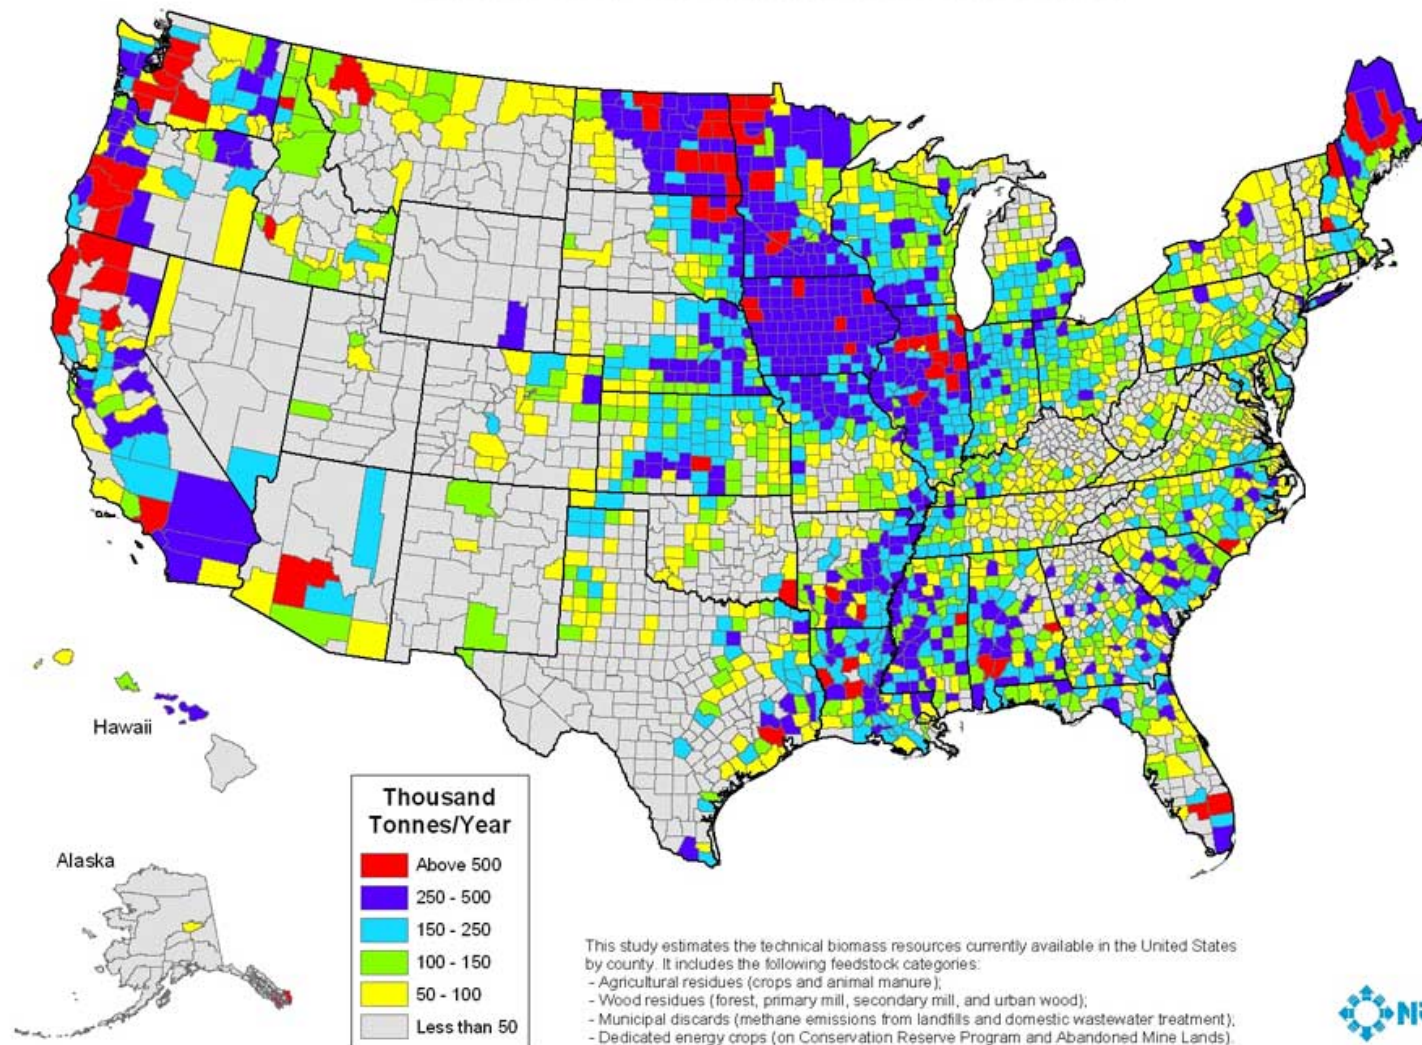 Hawaii
Alaska
Thousand
Tonnes/Year
Above 500
250 - 500
150 - 250
100 - 150
50 - 100
Less than 50
This study estimates the technical biomass resources currently available in the United States
by county. It includes the following feedstock categories:
- Agricultural residues (crops and animal manure);
- Wood residues (forest, primary mill, secondary mill, and urban wood);
- Municipal discards (methane emissions from landfills and domestic wastewater treatment);
- Dedicated energy crops (on Conservation Reserve Program and Abandoned Mine Lands).